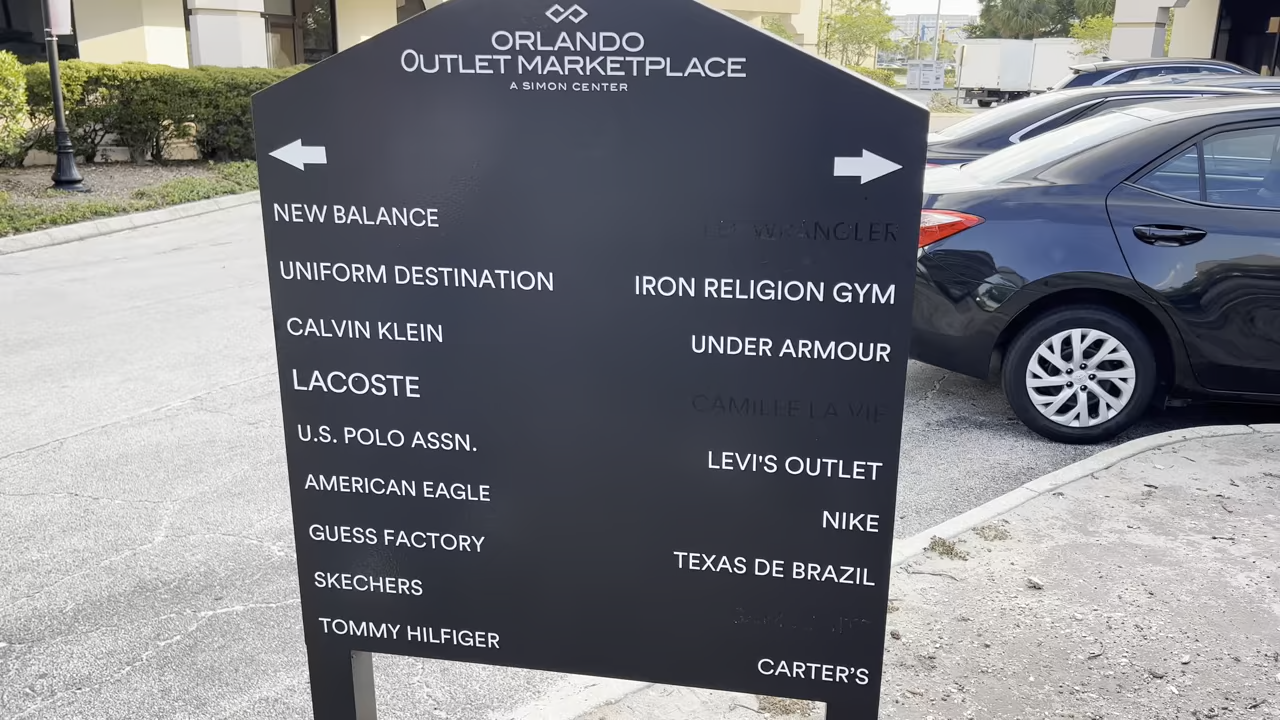 ORLANDO
OUTLET MARKETPLACE
A SIMON CENTER
NEW BALANCE
UNIFORM DESTINATION
CALVIN KLEIN
LACOSTE
U.S. POLO ASSN.
AMERICAN EAGLE
GUESS FACTORY
SKECHERS
TOMMY HILFIGER
WRANGLER
IRON RELIGION GYM
UNDER ARMOUR
CAMILLE LA VIE
LEVI'S OUTLET
NIKE
TEXAS DE BRAZIL
CARTER'S